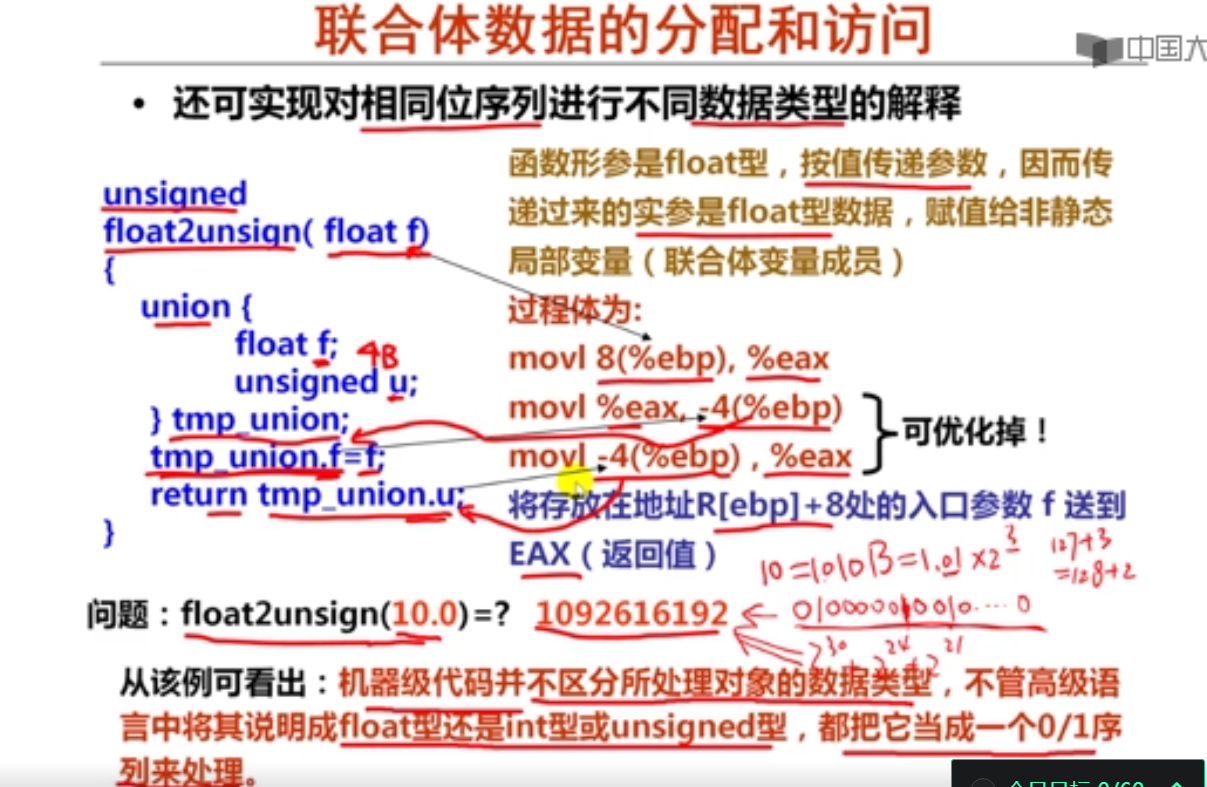 联合体数据的分配和访问
中国大
• 还可实现对相同位序列进行不同数据类型的解释
unsigned
float2unsign( float f)
{
union {
float f; 4B
unsigned u;
} tmp_union;
tmp_union.f=f;
return tmp_union.u;
}
函数形参是float型，按值传递参数，因而传
递过来的实参是float型数据，赋值给非静态
局部变量（联合体变量成员）
过程体为:
movl 8(%ebp), %eax
movl %eax, -4(%ebp)
movl -4(%ebp) , %eax
可优化掉！
将存放在地址R[ebp]+8处的入口参数 f 送到
EAX（返回值）
10=1010B=1.01×2^3
127+3
=128+2
问题：float2unsign(10.0)=? 1092616192
2^30 + 2^24 + 2^21
从该例可看出：机器级代码并不区分所处理对象的数据类型，不管高级语
言中将其说明成float型还是int型或unsigned型，都把它当成一个0/1序
列来处理。